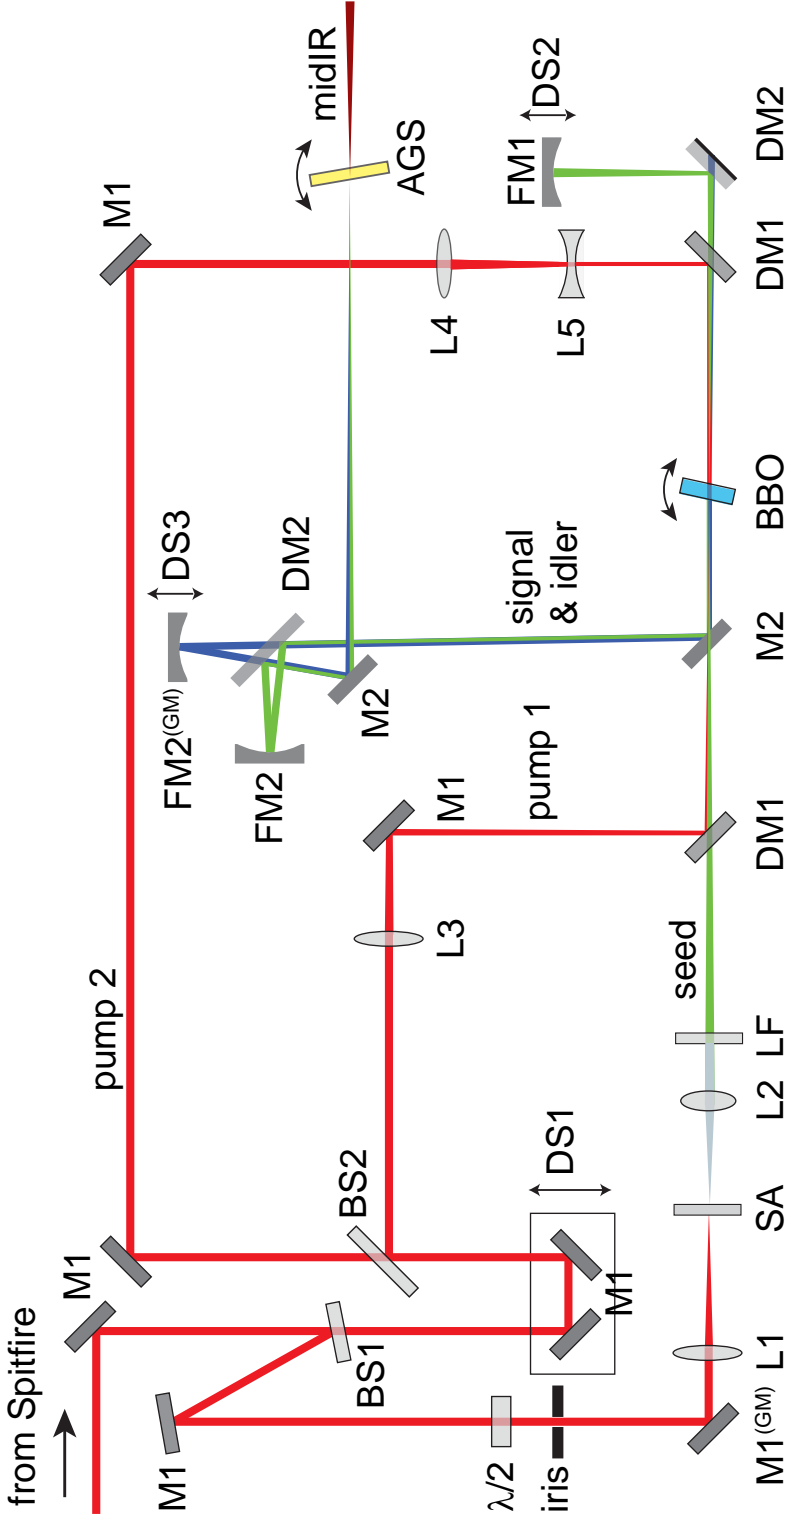 from Spitfire
M1
M1
BS1
λ/2
iris
M1(GM)
L1
M1
BS2
DS1
M1
SA
L2
LF
seed
pump 2
L3
M1
pump 1
DM1
FM2
FM2(GM)
DS3
DM2
M2
signal
& idler
M2
BBO
M1
L4
L5
DM1
midIR
AGS
FM1
DS2
DM2